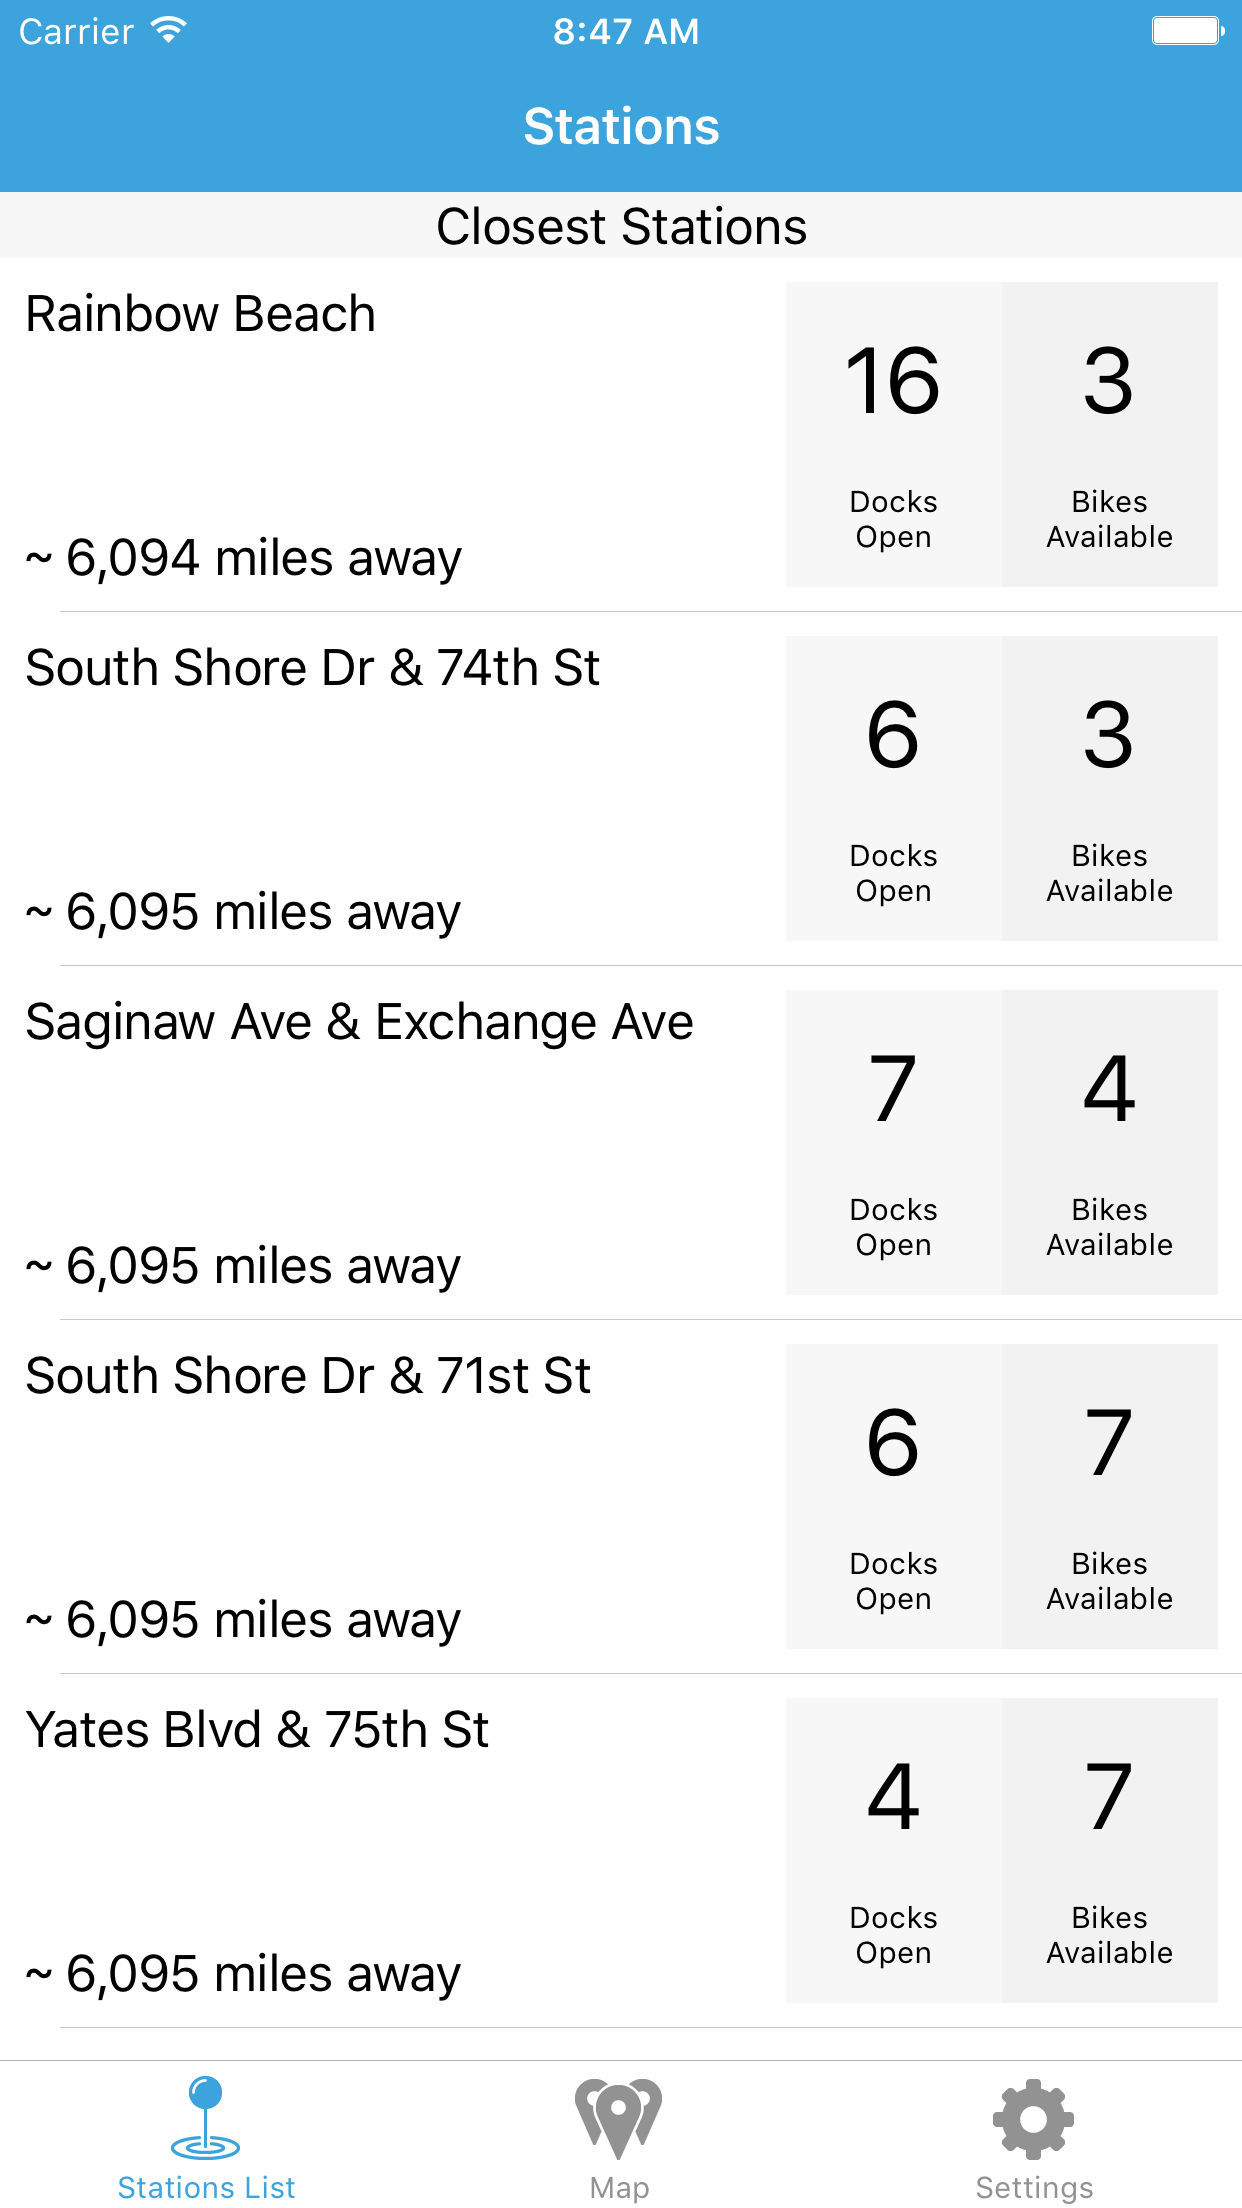 Carrier 8:47 AM
Stations
Closest Stations
Rainbow Beach
16 3
Docks Bikes
Open Available
~ 6,094 miles away
South Shore Dr & 74th St
6 3
Docks Bikes
Open Available
~ 6,095 miles away
Saginaw Ave & Exchange Ave
7 4
Docks Bikes
Open Available
~ 6,095 miles away
South Shore Dr & 71st St
6 7
Docks Bikes
Open Available
~ 6,095 miles away
Yates Blvd & 75th St
4 7
Docks Bikes
Open Available
~ 6,095 miles away
Stations List Map Settings